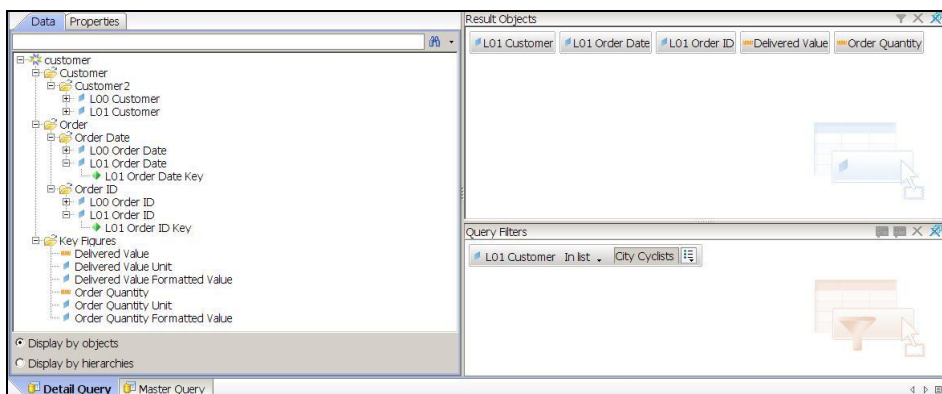 Data Properties
customer
Customer
Customer2
L00 Customer
L01 Customer
Order
Order Date
L00 Order Date
L01 Order Date
L01 Order Date Key
Order ID
L00 Order ID
L01 Order ID
L01 Order ID Key
Key Figures
Delivered Value
Delivered Value Unit
Delivered Value Formatted Value
Order Quantity
Order Quantity Unit
Order Quantity Formatted Value
Display by objects
Display by hierarchies
Result Objects
L01 Customer L01 Order Date L01 Order ID Delivered Value Order Quantity
Query Filters
L01 Customer In list City Cyclists
Detail Query Master Query